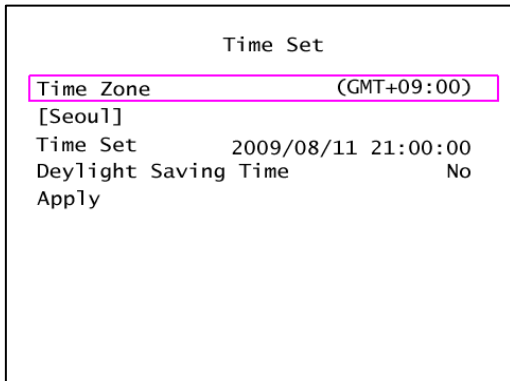 Time Set
Time Zone (GMT+09:00)
[Seoul]
Time Set 2009/08/11 21:00:00
Deylight Saving Time No
Apply